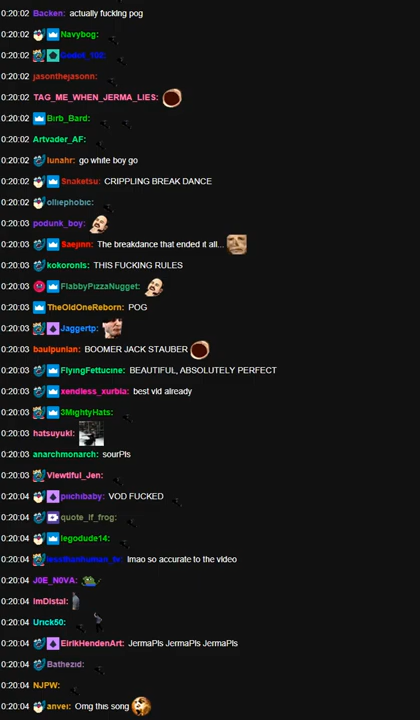 0:20:02 Backen: actually fucking pog
0:20:02 Navybog:
0:20:02
0:20:02 jasonthejasonn:
0:20:02 TAG_ME_WHEN_JERMA_LIES:
0:20:02 Birb_Bard:
0:20:02 Artvader_AF:
0:20:02 lunahr: go white boy go
0:20:02 Snaketsu: CRIPPLING BREAK DANCE
0:20:02 olliephobic:
0:20:03 podunk_boy:
0:20:03 Saejinn: The breakdance that ended it all...
0:20:03 kokoronis: THIS FUCKING RULES
0:20:03 FlabbyPizzaNugget:
0:20:03 TheOldOneReborn: POG
0:20:03 Jaggertp:
0:20:03 baulpunian: BOOMER JACK STAUBER
0:20:03 FlyingFettucine: BEAUTIFUL, ABSOLUTELY PERFECT
0:20:03 xendless_xurbia: best vid already
0:20:03 3MightyHats:
0:20:03 hatsuyuki:
0:20:03 anarchmonarch: sourPls
0:20:03 Viewtiful_Jen:
0:20:04 piichibaby: VOD FUCKED
0:20:04 quote_if_frog:
0:20:04 legodude14:
0:20:04 lessthanhuman_tv: lmao so accurate to the video
0:20:04 J0E_N0VA:
0:20:04 ImDistal:
0:20:04 Urick50:
0:20:04 EirikHendenArt: JermaPls JermaPls JermaPls
0:20:04 Bathezid:
0:20:04 NJPW:
0:20:04 anvei: Omg this song